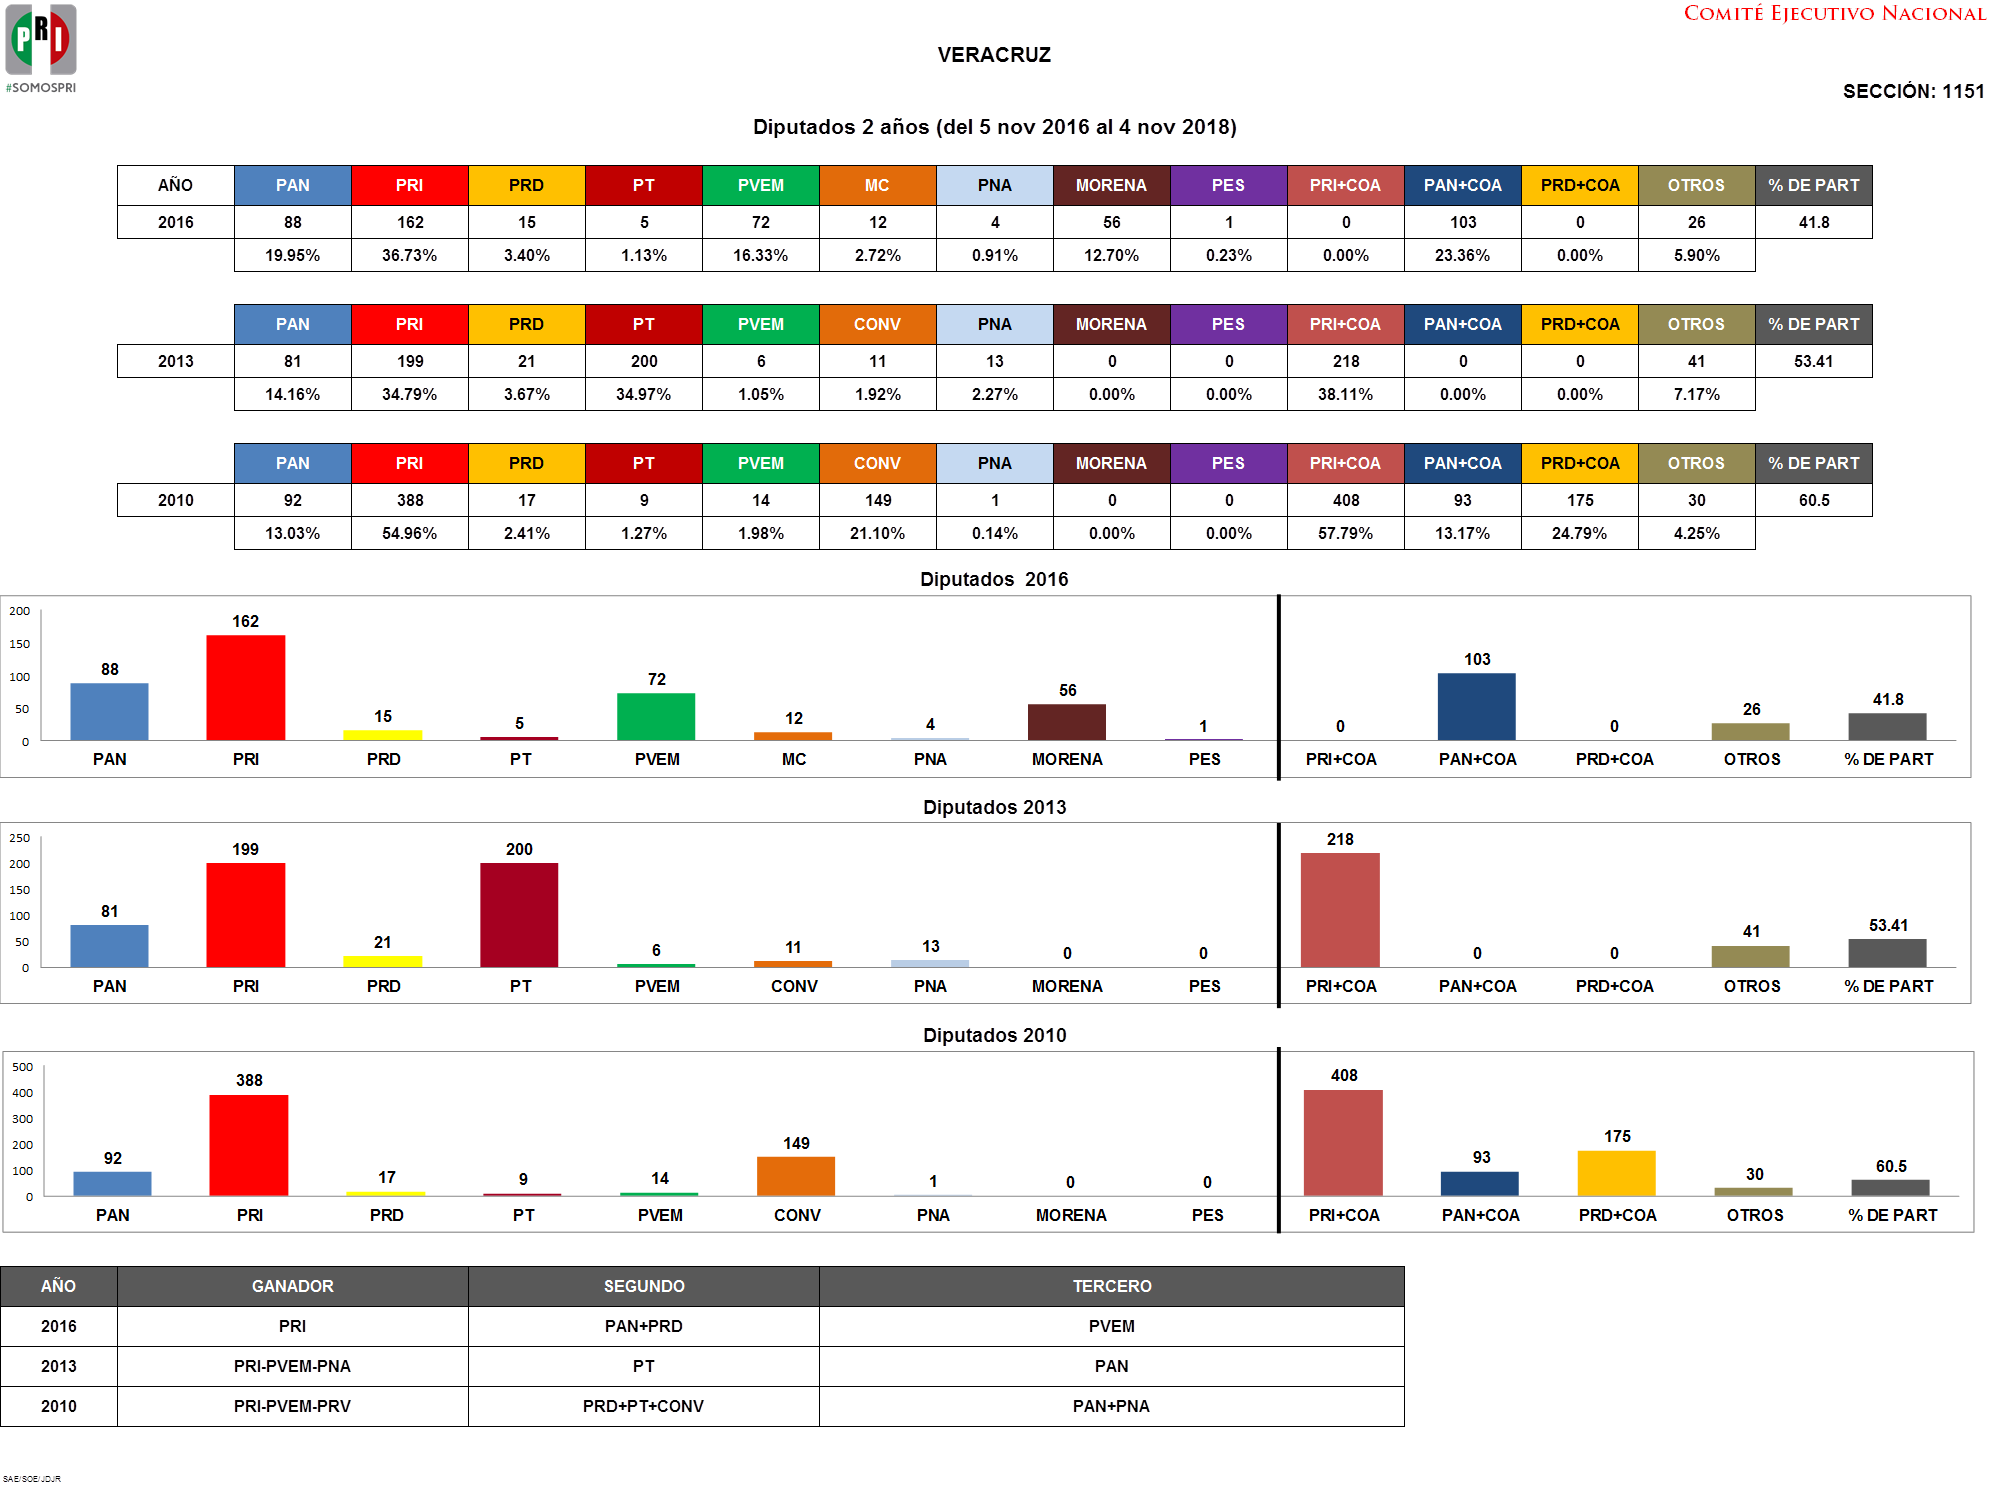 PRI
#SOMOSPRI
COMITÉ EJECUTIVO NACIONAL
VERACRUZ
SECCIÓN: 1151
Diputados 2 años (del 5 nov 2016 al 4 nov 2018)
AÑO PAN PRI PRD PT PVEM MC PNA MORENA PES PRI+COA PAN+COA PRD+COA OTROS % DE PART
2016 88 162 15 5 72 12 4 56 1 0 103 0 26 41.8
19.95% 36.73% 3.40% 1.13% 16.33% 2.72% 0.91% 12.70% 0.23% 0.00% 23.36% 0.00% 5.90%
PAN PRI PRD PT PVEM CONV PNA MORENA PES PRI+COA PAN+COA PRD+COA OTROS % DE PART
2013 81 199 21 200 6 11 13 0 0 218 0 0 41 53.41
14.16% 34.79% 3.67% 34.97% 1.05% 1.92% 2.27% 0.00% 0.00% 38.11% 0.00% 0.00% 7.17%
PAN PRI PRD PT PVEM CONV PNA MORENA PES PRI+COA PAN+COA PRD+COA OTROS % DE PART
2010 92 388 17 9 14 149 1 0 0 408 93 175 30 60.5
13.03% 54.96% 2.41% 1.27% 1.98% 21.10% 0.14% 0.00% 0.00% 57.79% 13.17% 24.79% 4.25%
Diputados 2016
200
150
100
50
0
88 162 15 5 72 12 4 56 1 0 103 0 26 41.8
PAN PRI PRD PT PVEM MC PNA MORENA PES PRI+COA PAN+COA PRD+COA OTROS % DE PART
Diputados 2013
250
200
150
100
50
0
81 199 21 200 6 11 13 0 0 218 0 0 41 53.41
PAN PRI PRD PT PVEM CONV PNA MORENA PES PRI+COA PAN+COA PRD+COA OTROS % DE PART
Diputados 2010
500
400
300
200
100
0
92 388 17 9 14 149 1 0 0 408 93 175 30 60.5
PAN PRI PRD PT PVEM CONV PNA MORENA PES PRI+COA PAN+COA PRD+COA OTROS % DE PART
AÑO GANADOR SEGUNDO TERCERO
2016 PRI PAN+PRD PVEM
2013 PRI-PVEM-PNA PT PAN
2010 PRI-PVEM-PRV PRD+PT+CONV PAN+PNA
SAE/SOE/JDJR